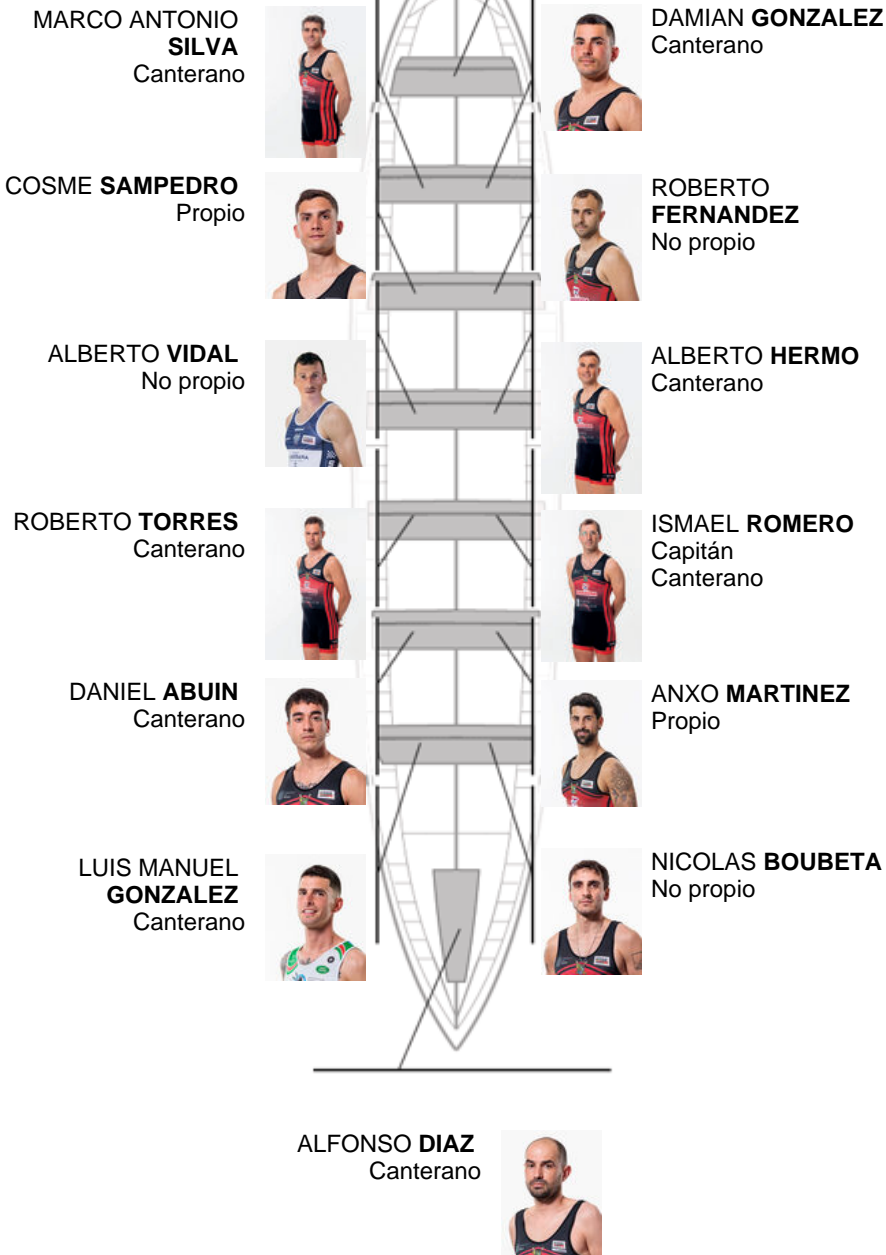 MARCO ANTONIO
SILVA
Canterano
DAMIAN GONZALEZ
Canterano
COSME SAMPEDRO
Propio
ROBERTO
FERNANDEZ
No propio
ALBERTO VIDAL
No propio
ALBERTO HERMO
Canterano
ROBERTO TORRES
Canterano
ISMAEL ROMERO
Capitán
Canterano
DANIEL ABUIN
Canterano
ANXO MARTINEZ
Propio
LUIS MANUEL
GONZALEZ
Canterano
NICOLAS BOUBETA
No propio
ALFONSO DIAZ
Canterano